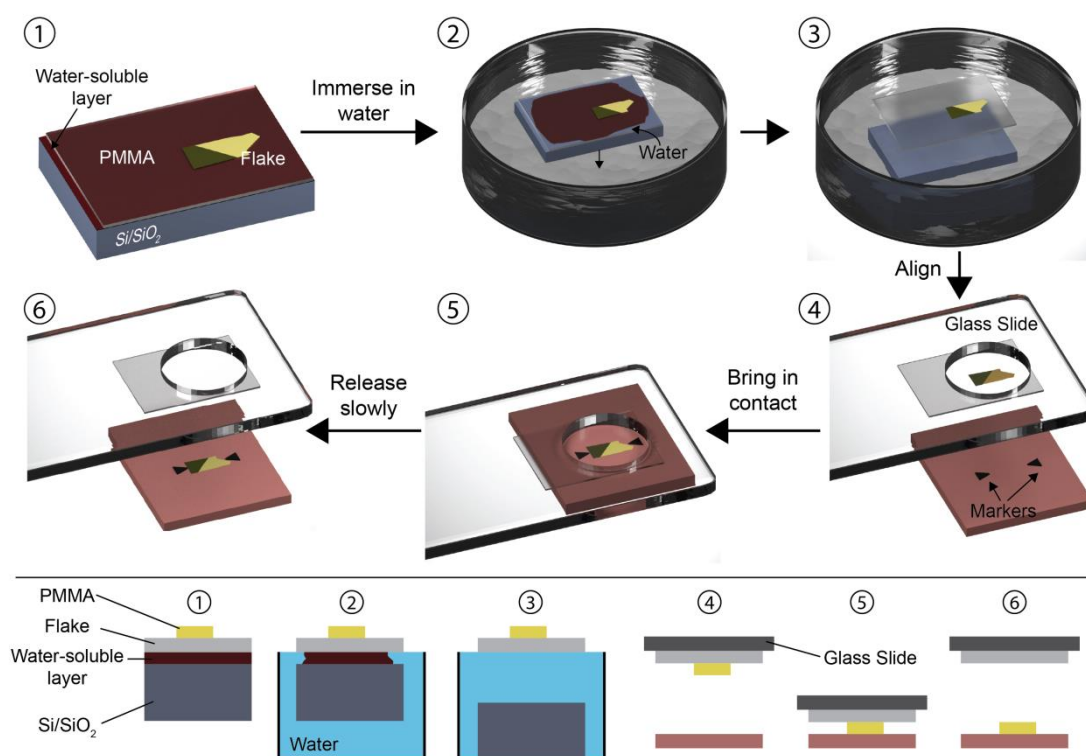 ①
②
③
Water-soluble
layer
PMMA
Flake
Si/SiO₂
Immerse in
water
Water
Align
⑥
⑤
④
Glass Slide
Release
slowly
Bring in
contact
Markers
PMMA
Flake
Water-soluble
layer
Si/SiO₂
①
②
③
④
⑤
⑥
Glass Slide
Water